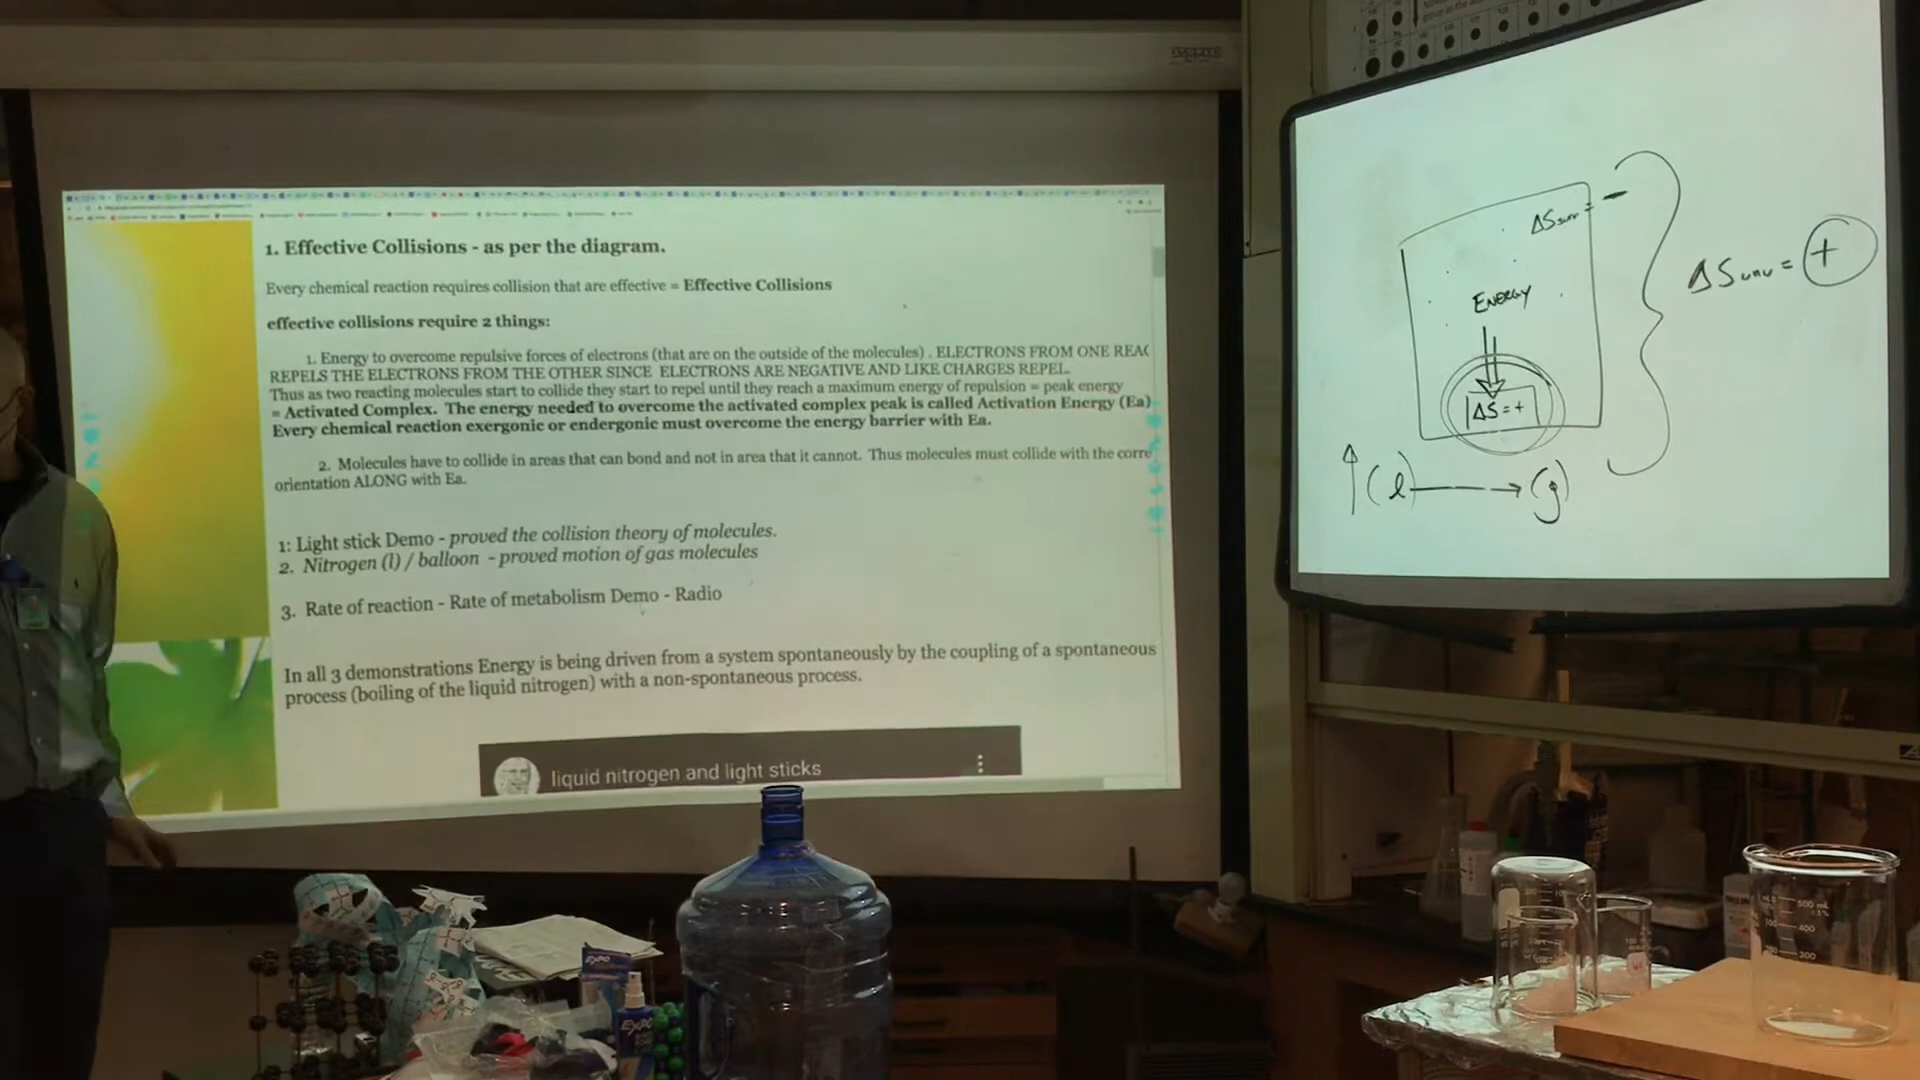 1. Effective Collisions - as per the diagram.
Every chemical reaction requires collision that are effective = Effective Collisions
effective collisions require 2 things:
1. Energy to overcome repulsive forces of electrons (that are on the outside of the molecules) . ELECTRONS FROM ONE REAC
REPELS THE ELECTRONS FROM THE OTHER SINCE ELECTRONS ARE NEGATIVE AND LIKE CHARGES REPEL.
Thus as two reacting molecules start to collide they start to repel until they reach a maximum energy of repulsion = peak energy
= Activated Complex. The energy needed to overcome the activated complex peak is called Activation Energy (Ea)
Every chemical reaction exergonic or endergonic must overcome the energy barrier with Ea.
2. Molecules have to collide in areas that can bond and not in area that it cannot. Thus molecules must collide with the corre
orientation ALONG with Ea.
1: Light stick Demo - proved the collision theory of molecules.
2. Nitrogen (l) / balloon - proved motion of gas molecules
3. Rate of reaction - Rate of metabolism Demo - Radio
In all 3 demonstrations Energy is being driven from a system spontaneously by the coupling of a spontaneous
process (boiling of the liquid nitrogen) with a non-spontaneous process.
liquid nitrogen and light sticks
ΔSsurr = -
ENERGY
ΔSunv = +
ΔS = +
(l) → (g)
EXPO
EXPO
500 mL
400
300